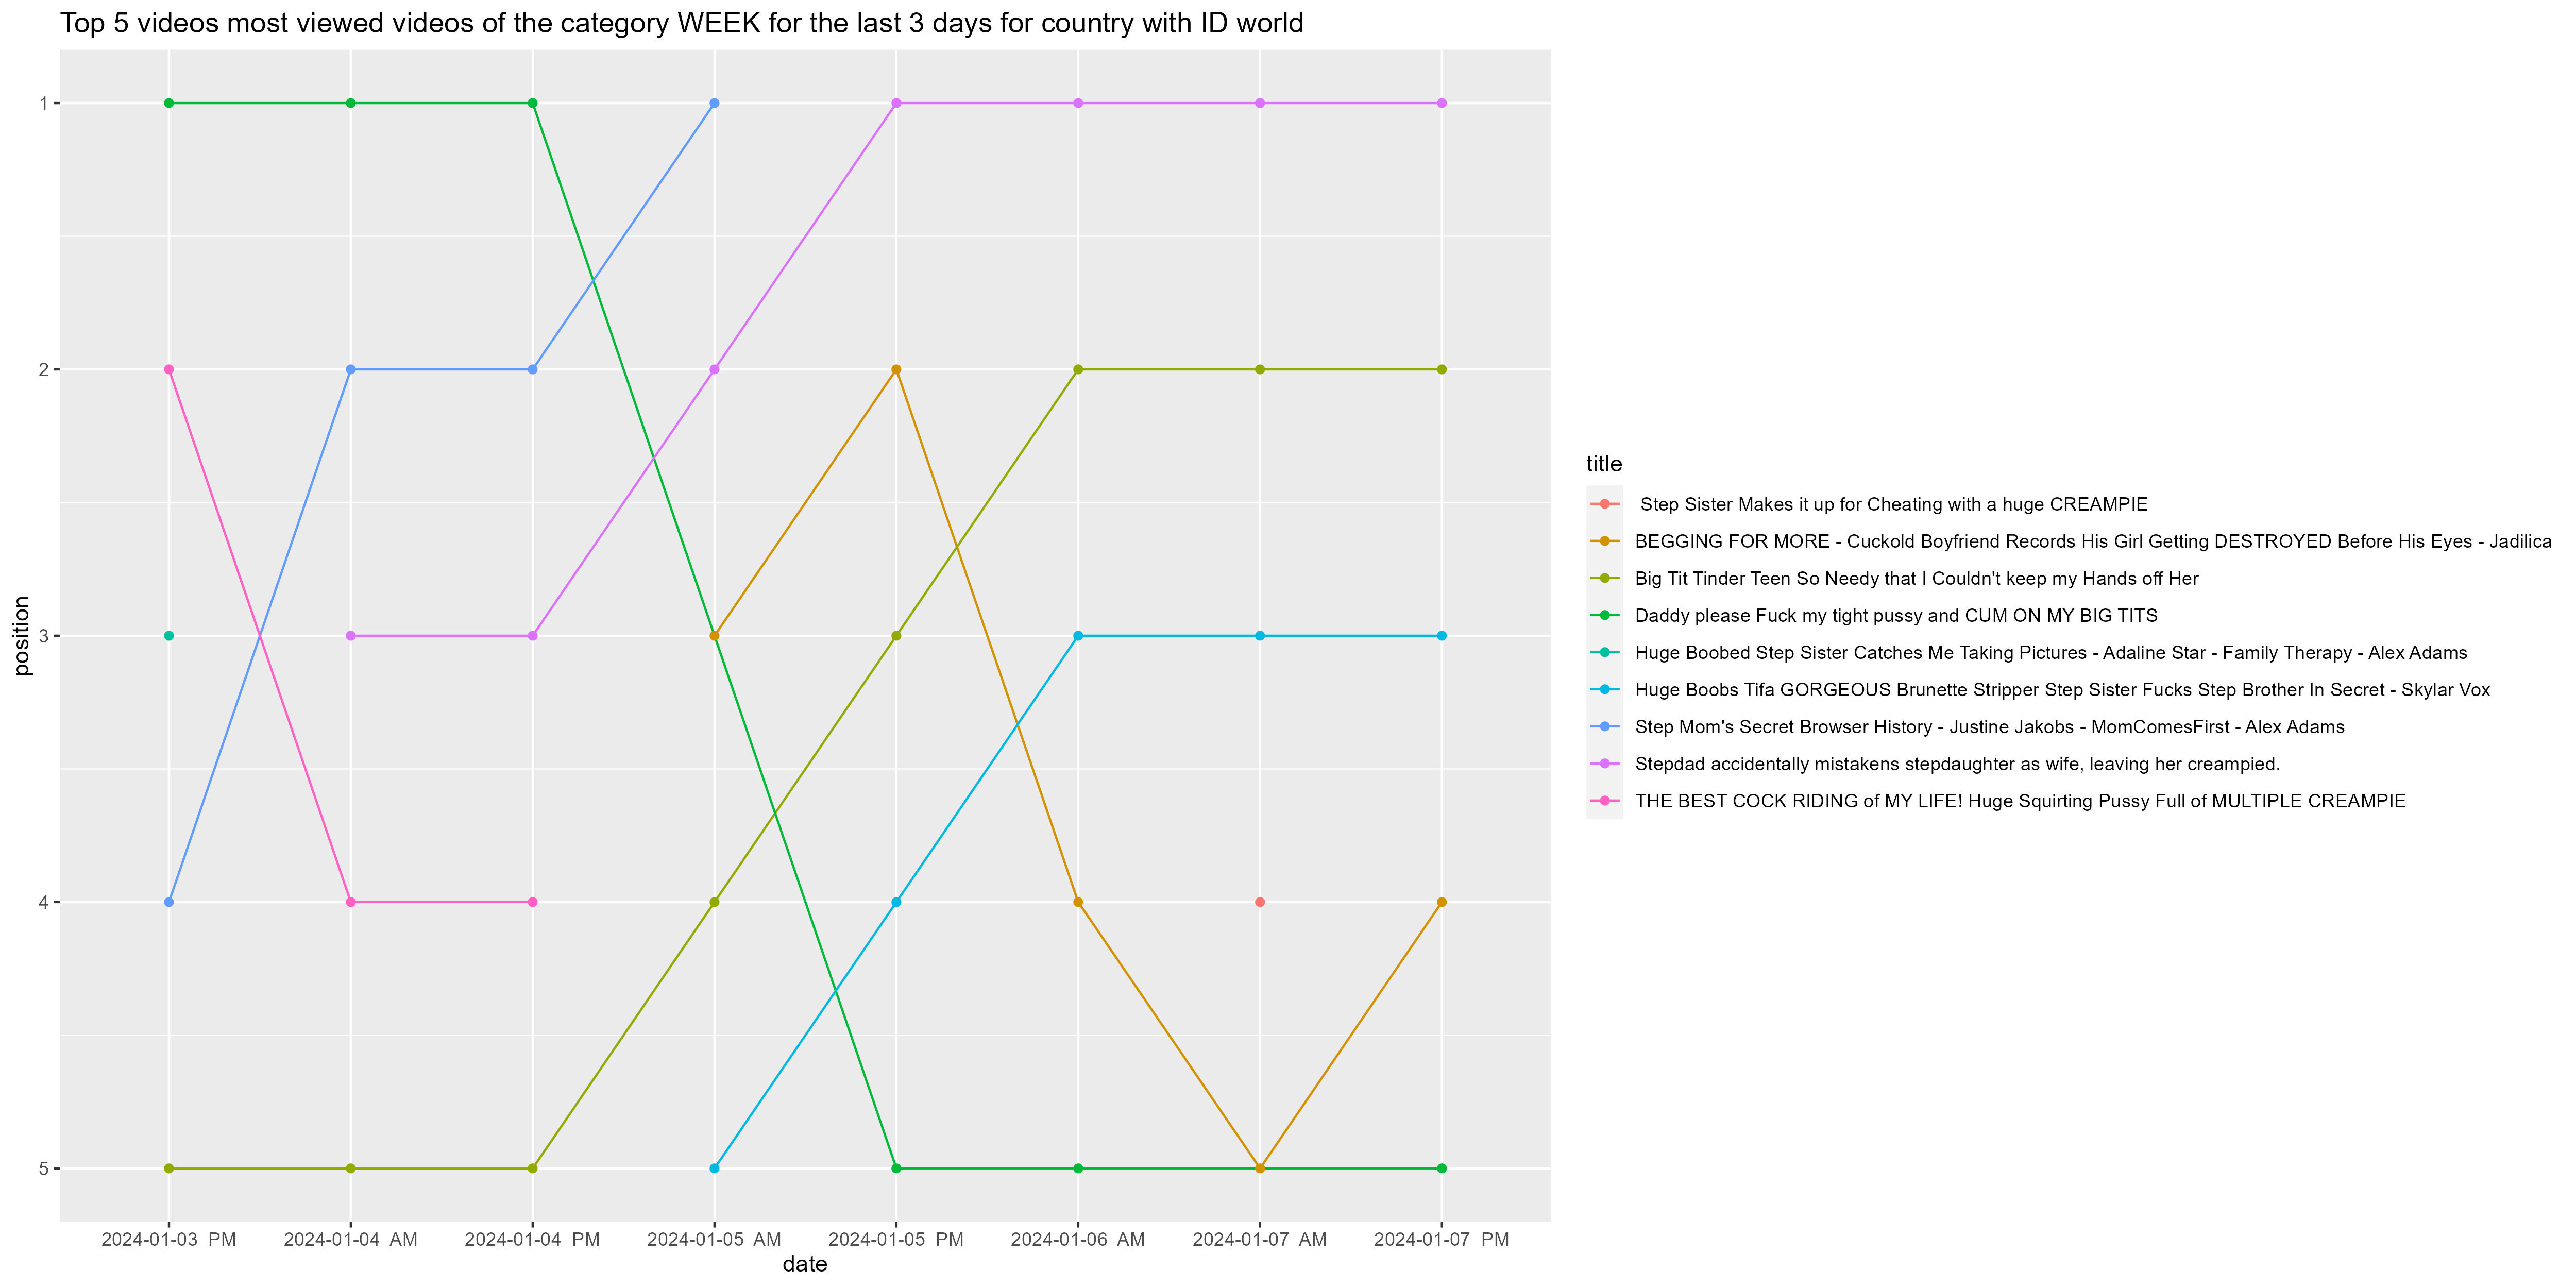 Top 5 videos most viewed videos of the category WEEK for the last 3 days for country with ID world
1
2
3
4
5
position
2024-01-03 PM
2024-01-04 AM
2024-01-04 PM
2024-01-05 AM
2024-01-05 PM
2024-01-06 AM
2024-01-07 AM
2024-01-07 PM
date
title
Step Sister Makes it up for Cheating with a huge CREAMPIE
BEGGING FOR MORE - Cuckold Boyfriend Records His Girl Getting DESTROYED Before His Eyes - Jadilica
Big Tit Tinder Teen So Needy that I Couldn't keep my Hands off Her
Daddy please Fuck my tight pussy and CUM ON MY BIG TITS
Huge Boobed Step Sister Catches Me Taking Pictures - Adaline Star - Family Therapy - Alex Adams
Huge Boobs Tifa GORGEOUS Brunette Stripper Step Sister Fucks Step Brother In Secret - Skylar Vox
Step Mom's Secret Browser History - Justine Jakobs - MomComesFirst - Alex Adams
Stepdad accidentally mistakens stepdaughter as wife, leaving her creampied.
THE BEST COCK RIDING of MY LIFE! Huge Squirting Pussy Full of MULTIPLE CREAMPIE